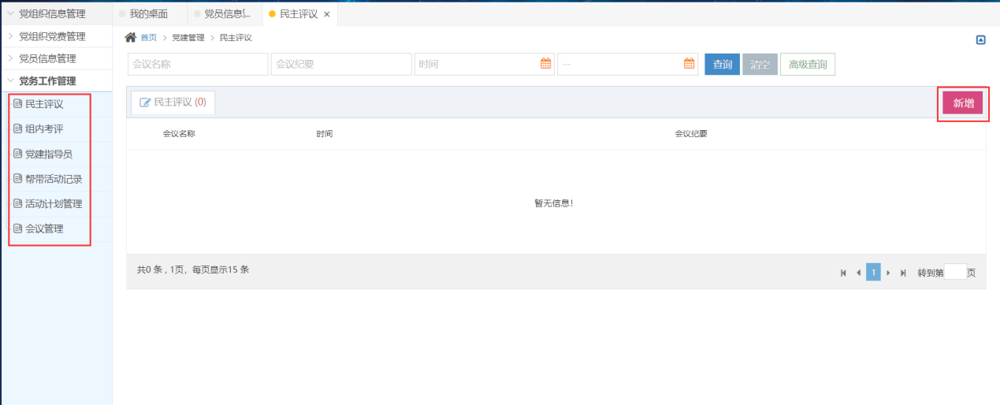 党组织信息管理
党组织党费管理
党员信息管理
党务工作管理
民主评议
组内考评
党建指导员
帮带活动记录
活动计划管理
会议管理
我的桌面 党员信息管... 民主评议 ×
首页 > 党建管理 > 民主评议
会议名称 会议纪要 时间 -- 查询 清空 高级查询
民主评议 (0) 新增
会议名称 时间 会议纪要
暂无信息!
共0 条 , 1页, 每页显示15 条
1 转到第 页